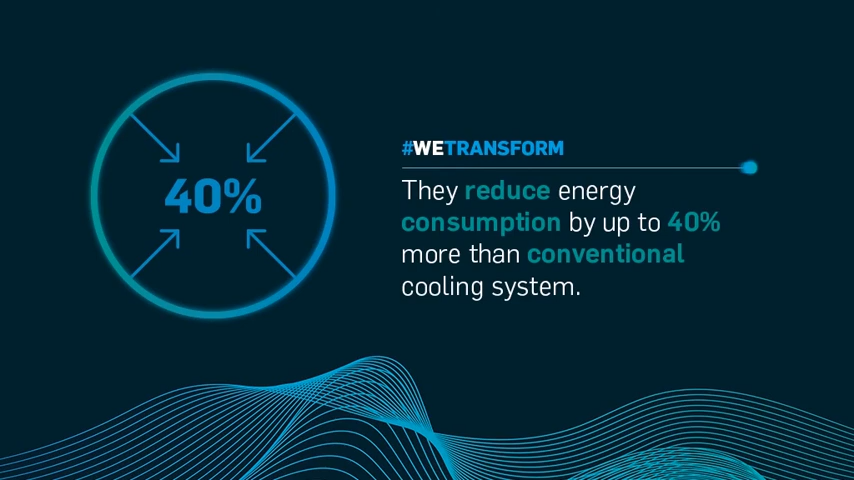 40%
#WETRANSFORM
They reduce energy
consumption by up to 40%
more than conventional
cooling system.